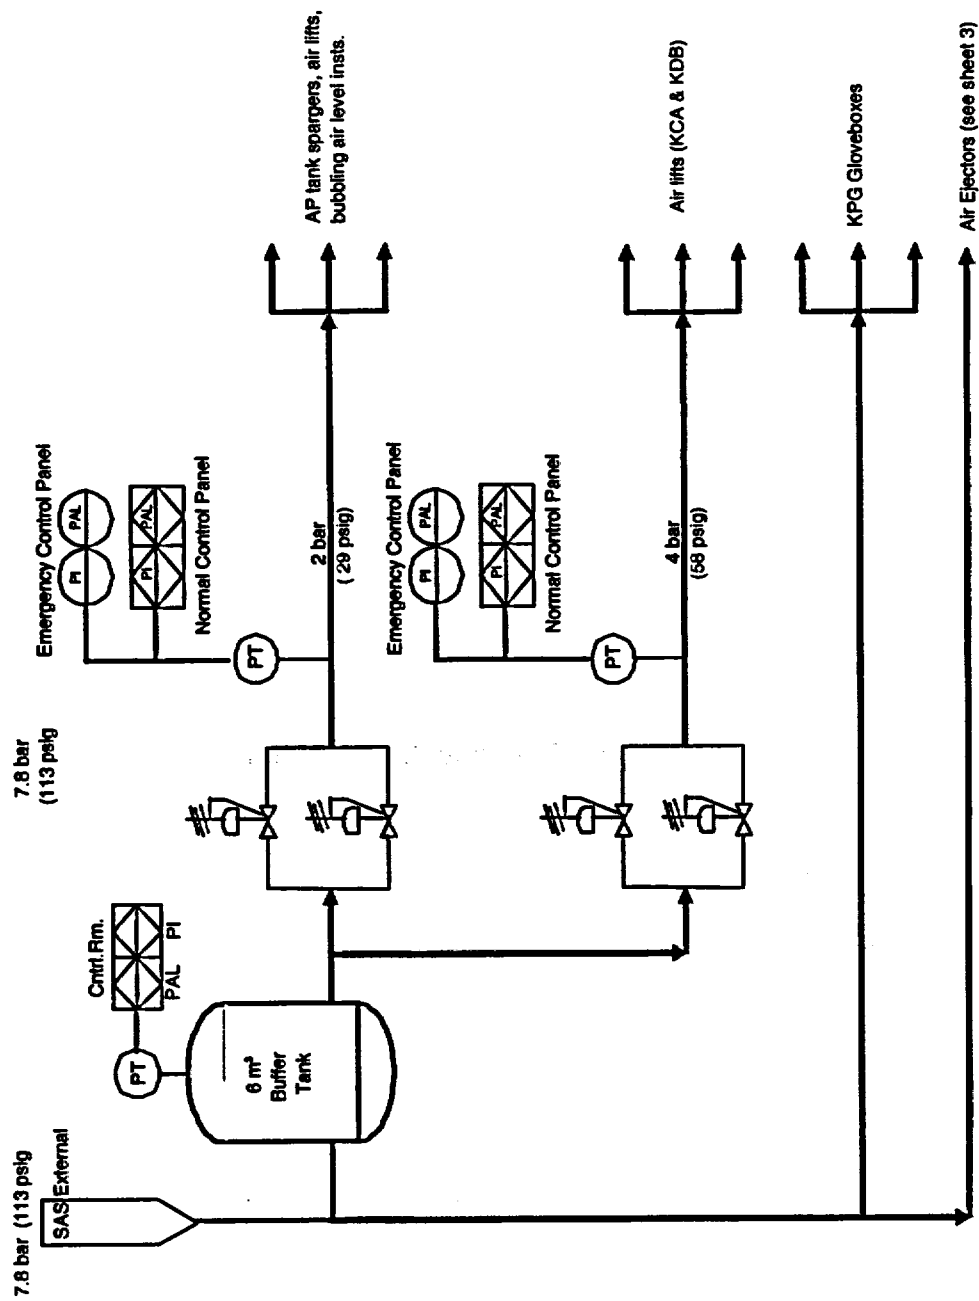 7.8 bar (113 psig
SAS External
PT
Cntrl.Rm.
PAL PI
6 m³
Buffer
Tank
7.8 bar
(113 psig
Emergency Control Panel
PI PAL
PI PAL
Normal Control Panel
PT
2 bar
( 29 psig)
AP tank spargers, air lifts,
bubbling air level insts.
Emergency Control Panel
PI PAL
PI PAL
Normal Control Panel
PT
4 bar
(58 psig)
Air lifts (KCA & KDB)
KPG Gloveboxes
Air Ejectors (see sheet 3)